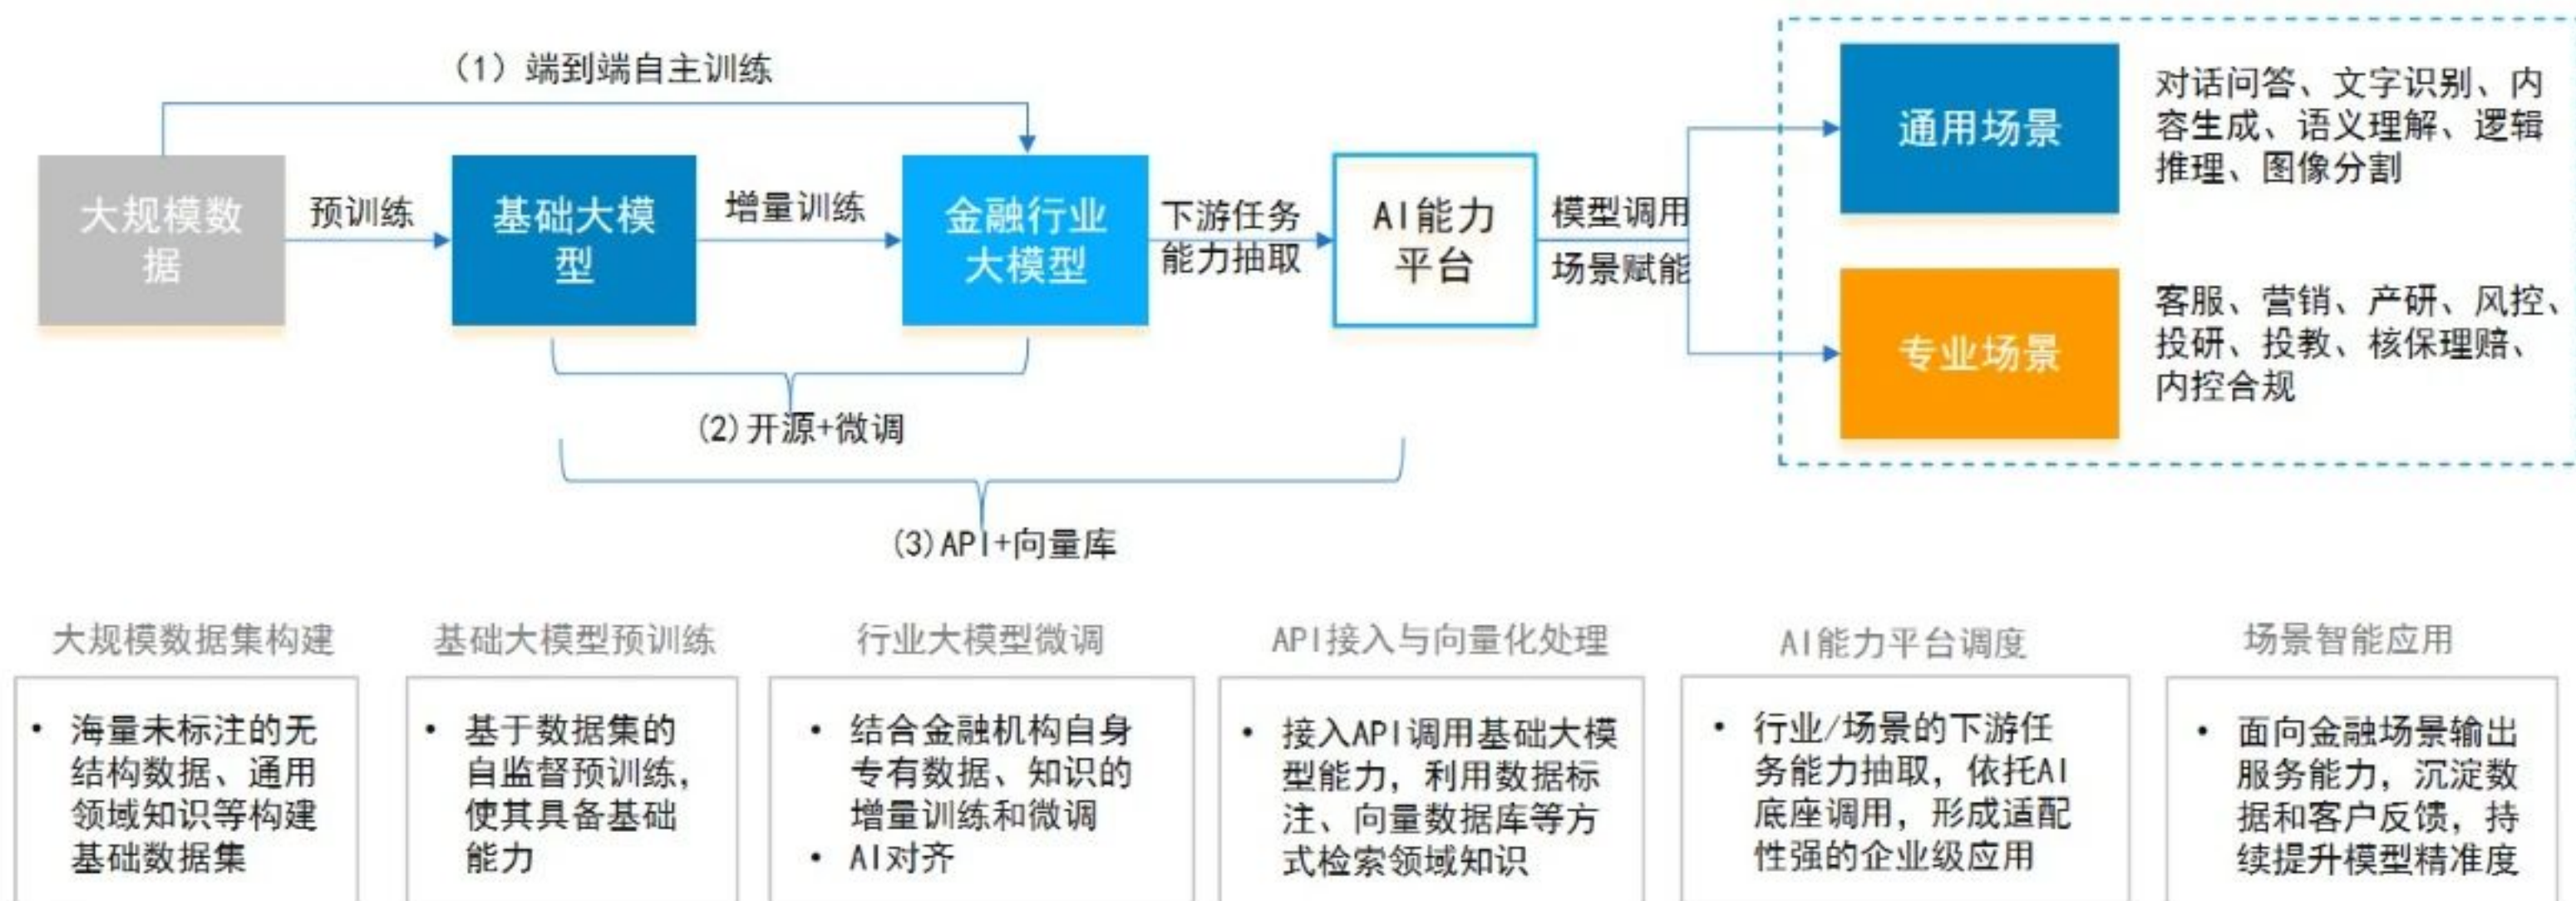 (1) 端到端自主训练
大规模数
据
预训练
基础大模
型
增量训练
金融行业
大模型
下游任务
能力抽取
AI能力
平台
模型调用
场景赋能
通用场景
对话问答、文字识别、内
容生成、语义理解、逻辑
推理、图像分割
专业场景
客服、营销、产研、风控、
投研、投教、核保理赔、
内控合规
(2)开源+微调
(3)API+向量库
大规模数据集构建
• 海量未标注的无
结构数据、通用
领域知识等构建
基础数据集
基础大模型预训练
• 基于数据集的
自监督预训练,
使其具备基础
能力
行业大模型微调
• 结合金融机构自身
专有数据、知识的
增量训练和微调
• AI对齐
API接入与向量化处理
• 接入API调用基础大模
型能力, 利用数据标
注、向量数据库等方
式检索领域知识
AI能力平台调度
• 行业/场景的下游任
务能力抽取, 依托AI
底座调用, 形成适配
性强的企业级应用
场景智能应用
• 面向金融场景输出
服务能力, 沉淀数
据和客户反馈, 持
续提升模型精准度